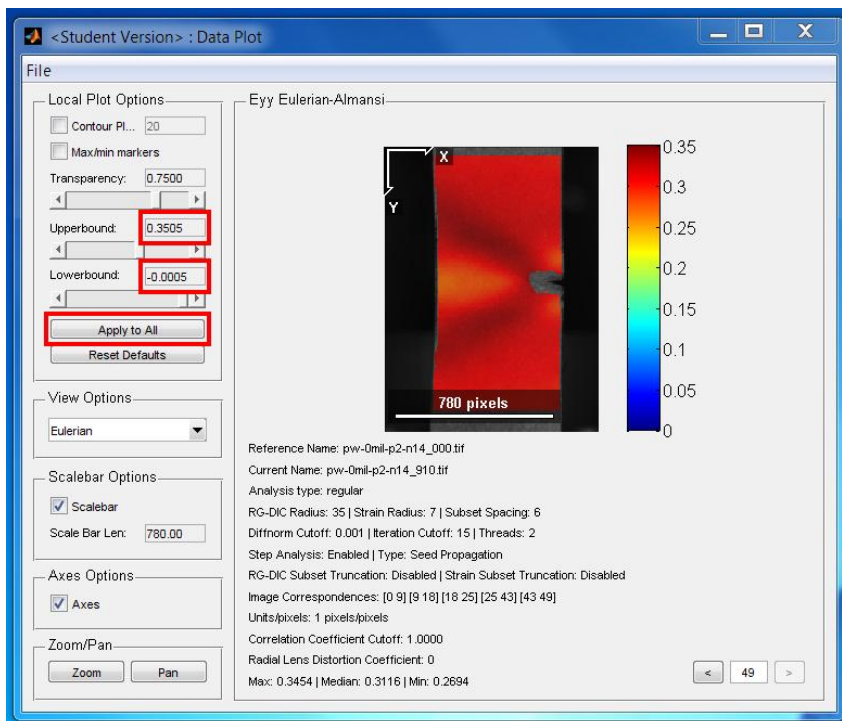 <Student Version> : Data Plot
File
Local Plot Options
Contour Pl... 20
Max/min markers
Transparency: 0.7500
Upperbound: 0.3505
Lowerbound: -0.0005
Apply to All
Reset Defaults
View Options
Eulerian
Scalebar Options
Scalebar
Scale Bar Len: 780.00
Axes Options
Axes
Zoom/Pan
Zoom Pan
Eyy Eulerian-Almansi
X
Y
780 pixels
0.35
0.3
0.25
0.2
0.15
0.1
0.05
0
Reference Name: pw-0mil-p2-n14_000.tif
Current Name: pw-0mil-p2-n14_910.tif
Analysis type: regular
RG-DIC Radius: 35 | Strain Radius: 7 | Subset Spacing: 6
Diffnorm Cutoff: 0.001 | Iteration Cutoff: 15 | Threads: 2
Step Analysis: Enabled | Type: Seed Propagation
RG-DIC Subset Truncation: Disabled | Strain Subset Truncation: Disabled
Image Correspondences: [0 9] [9 18] [18 25] [25 43] [43 49]
Units/pixels: 1 pixels/pixels
Correlation Coefficient Cutoff: 1.0000
Radial Lens Distortion Coefficient: 0
Max: 0.3454 | Median: 0.3116 | Min: 0.2694
< 49 >